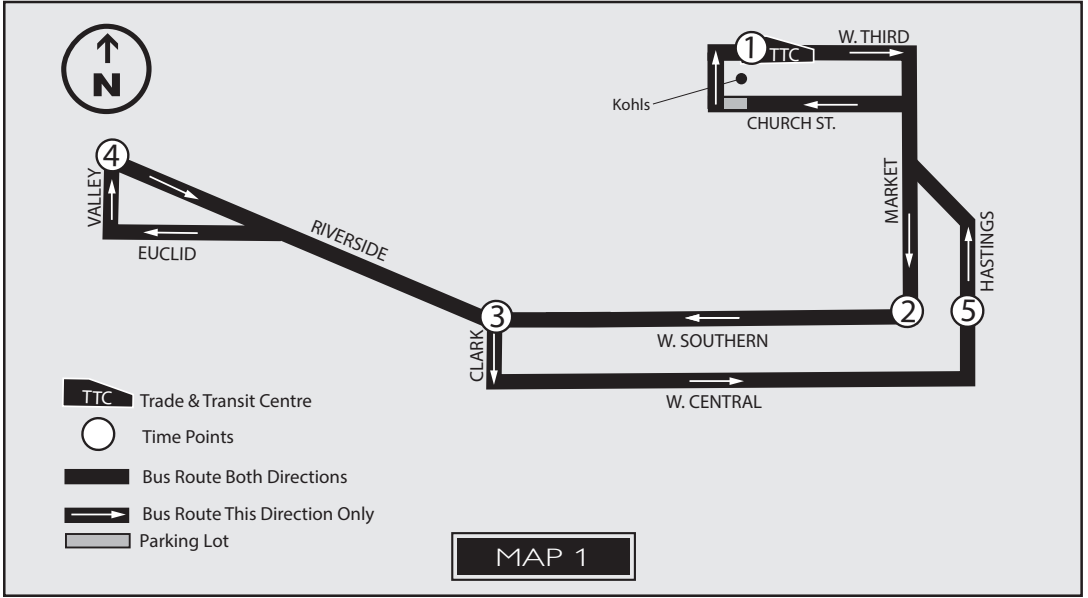 N
1
TTC
W. THIRD
Kohls
CHURCH ST.
4
VALLEY
EUCLID
RIVERSIDE
MARKET
HASTINGS
3
2
5
CLARK
W. SOUTHERN
W. CENTRAL
TTC Trade & Transit Centre
Time Points
Bus Route Both Directions
Bus Route This Direction Only
Parking Lot
MAP 1